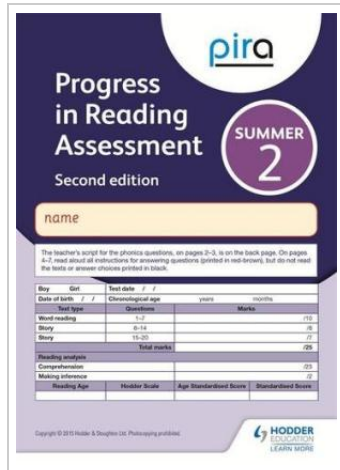 pira
Progress
in Reading
Assessment
Second edition
SUMMER
2
name
The teacher's script for the phonics questions, on pages 2–3, is on the back page. On pages
4–7, read aloud all instructions for answering questions (printed in red-brown), but do not read
the texts or answer choices printed in black.
Boy Girl Test date / /
Date of birth / / Chronological age years months
Text type Questions Marks
Word reading 1–7 /10
Story 8–14 /8
Story 15–20 /7
Total marks /25
Reading analysis
Comprehension /23
Making inference /2
Reading Age Hodder Scale Age Standardised Score Standardised Score
Copyright © 2015 Hodder & Stoughton Ltd. Photocopying prohibited.
HODDER
EDUCATION
LEARN MORE